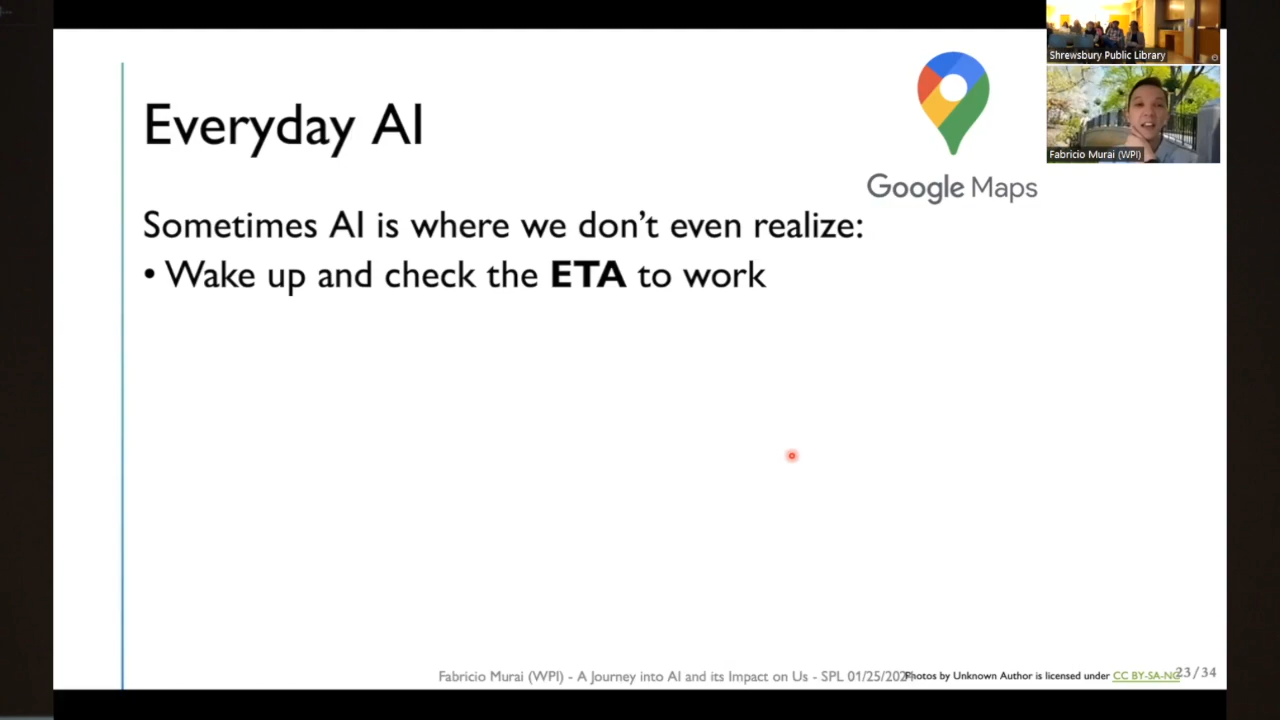 Shrewsbury Public Library
Fabricio Murai (WPI)
Google Maps
Everyday AI
Sometimes AI is where we don’t even realize:
• Wake up and check the ETA to work
Fabricio Murai (WPI) - A Journey into AI and its Impact on Us - SPL 01/25/2024
Photos by Unknown Author is licensed under CC BY-SA-NC
23/34